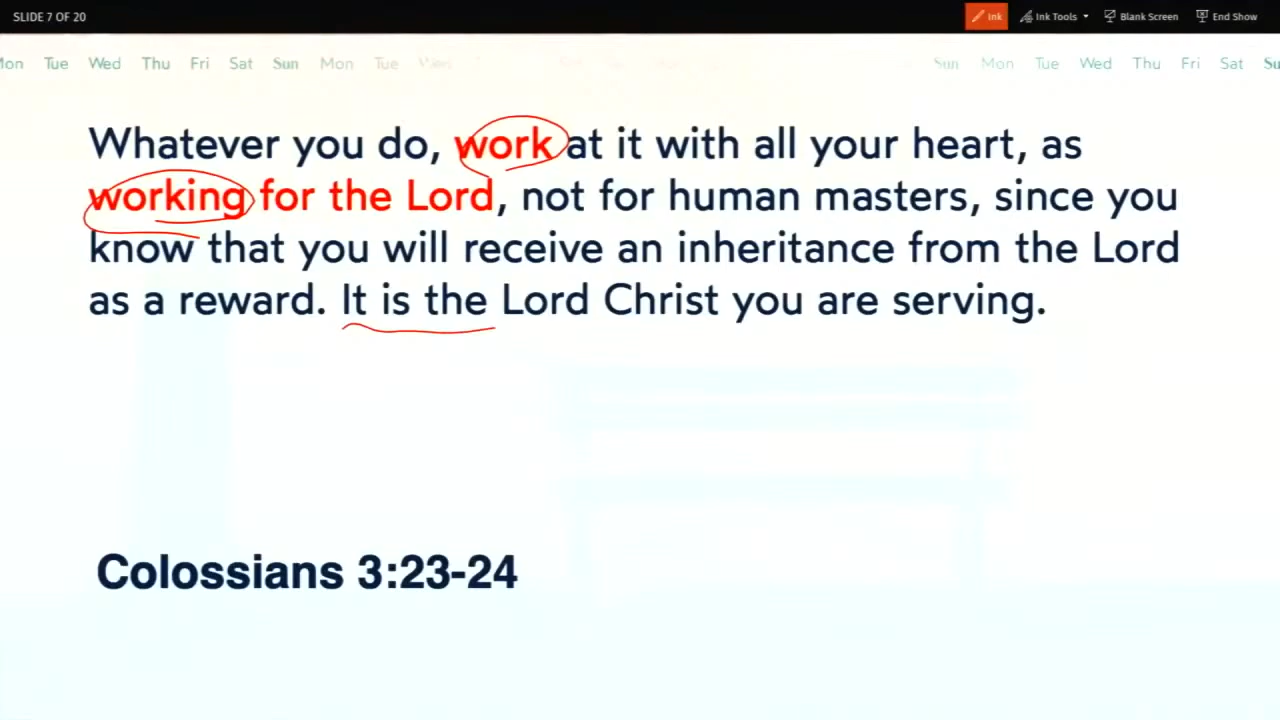 SLIDE 7 OF 20 Ink Ink Tools Blank Screen End Show
Mon Tue Wed Thu Fri Sat Sun Mon Tue Wed Sun Mon Tue Wed Thu Fri Sat
Whatever you do, work at it with all your heart, as
working for the Lord, not for human masters, since you
know that you will receive an inheritance from the Lord
as a reward. It is the Lord Christ you are serving.
Colossians 3:23-24